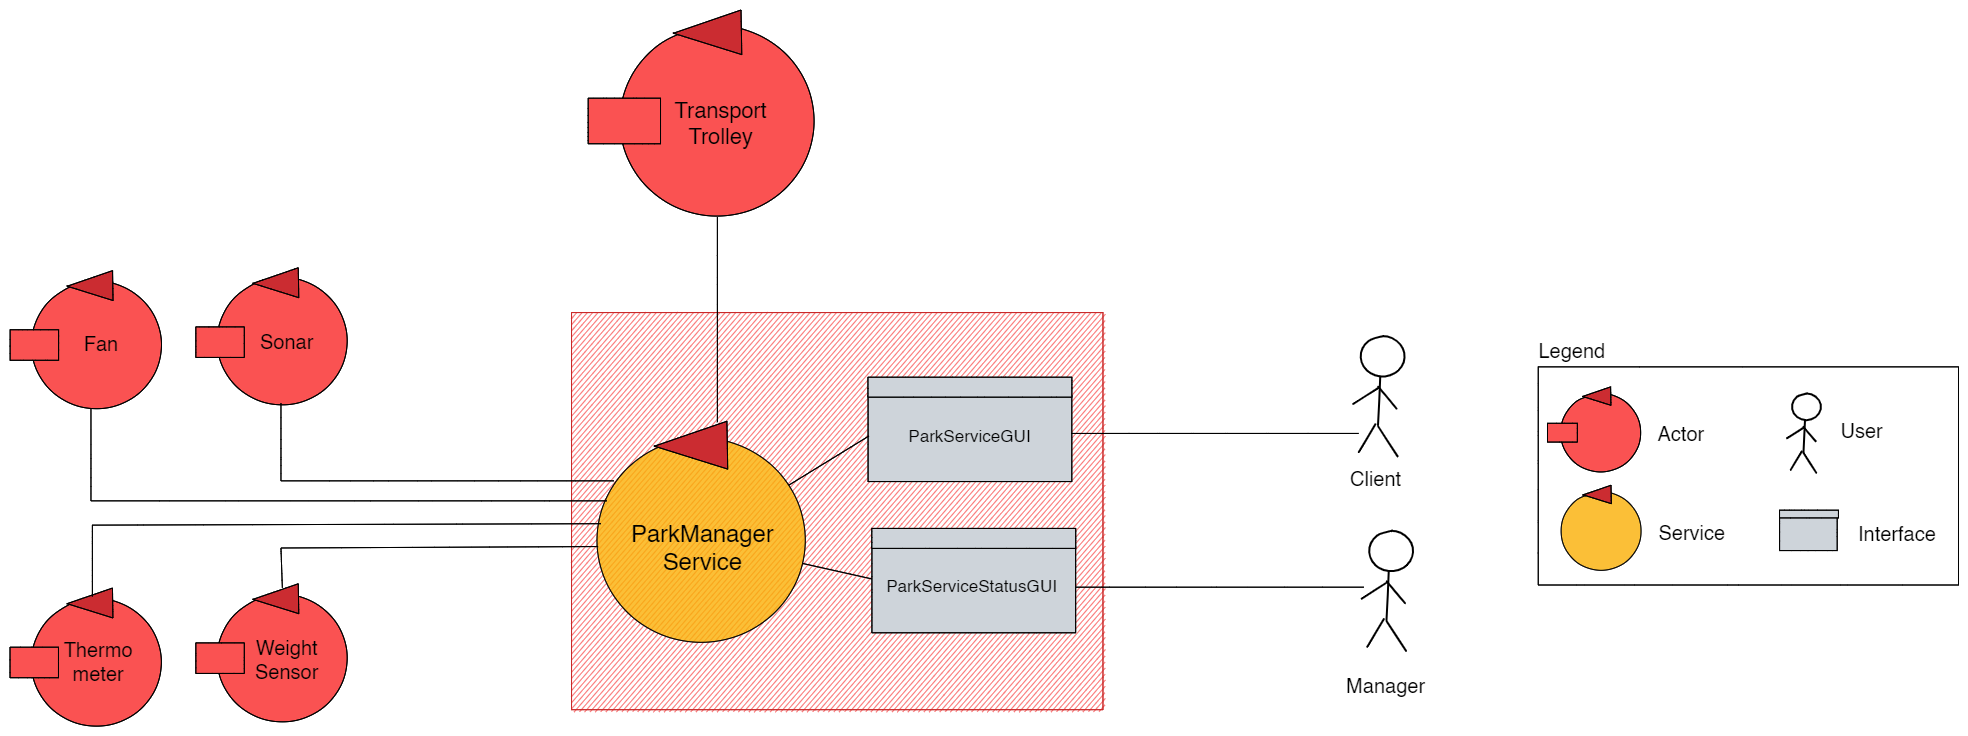 Transport
Trolley
Fan
Sonar
Thermo
meter
Weight
Sensor
ParkManager
Service
ParkServiceGUI
ParkServiceStatusGUI
Client
Manager
Legend
Actor
User
Service
Interface